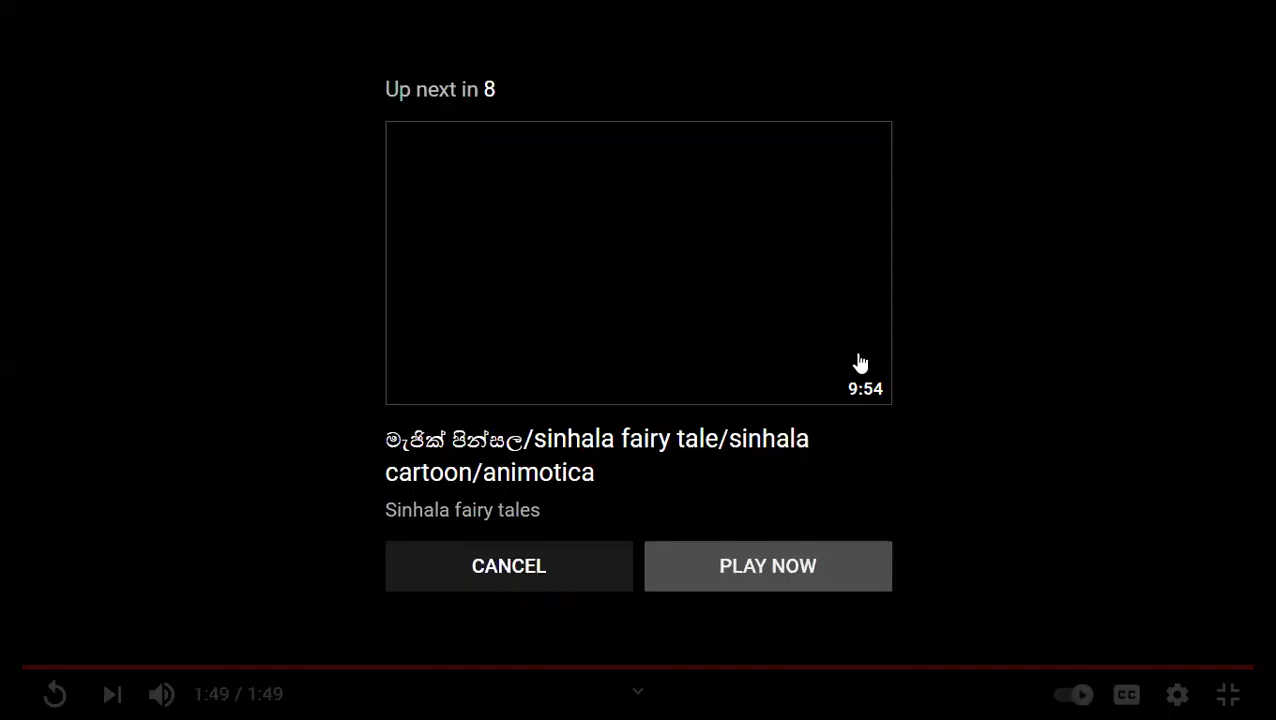 Up next in 8
9:54
මැජික් පින්සල/sinhala fairy tale/sinhala
cartoon/animotica
Sinhala fairy tales
CANCEL PLAY NOW
1:49 / 1:49 CC